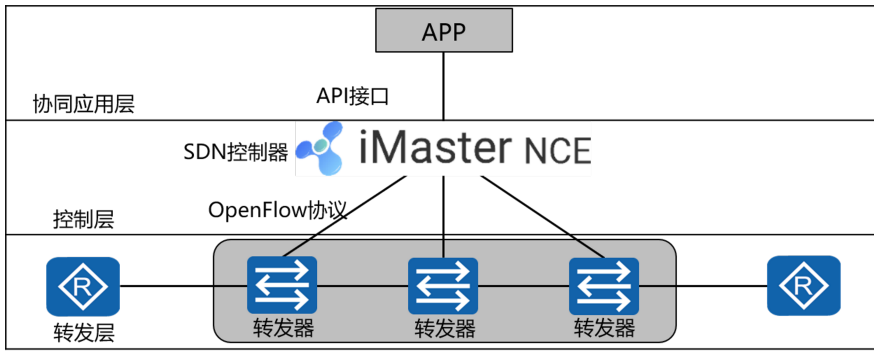 APP
API接口
协同应用层
SDN控制器
iMaster NCE
OpenFlow协议
控制层
R
R
转发层
转发器
转发器
转发器